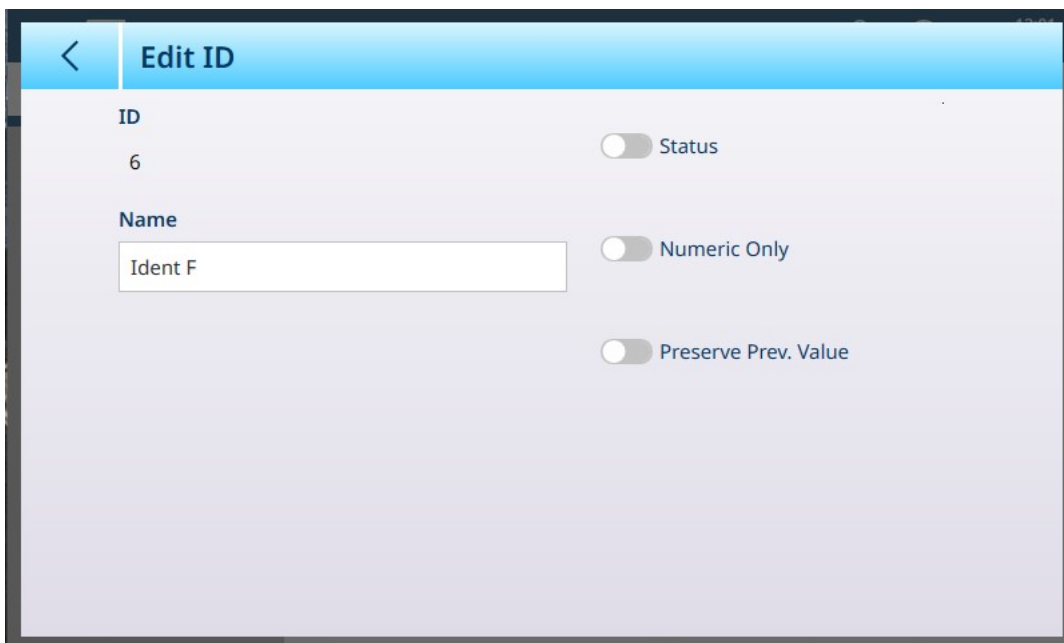 Edit ID
ID
6
Status
Name
Ident F
Numeric Only
Preserve Prev. Value